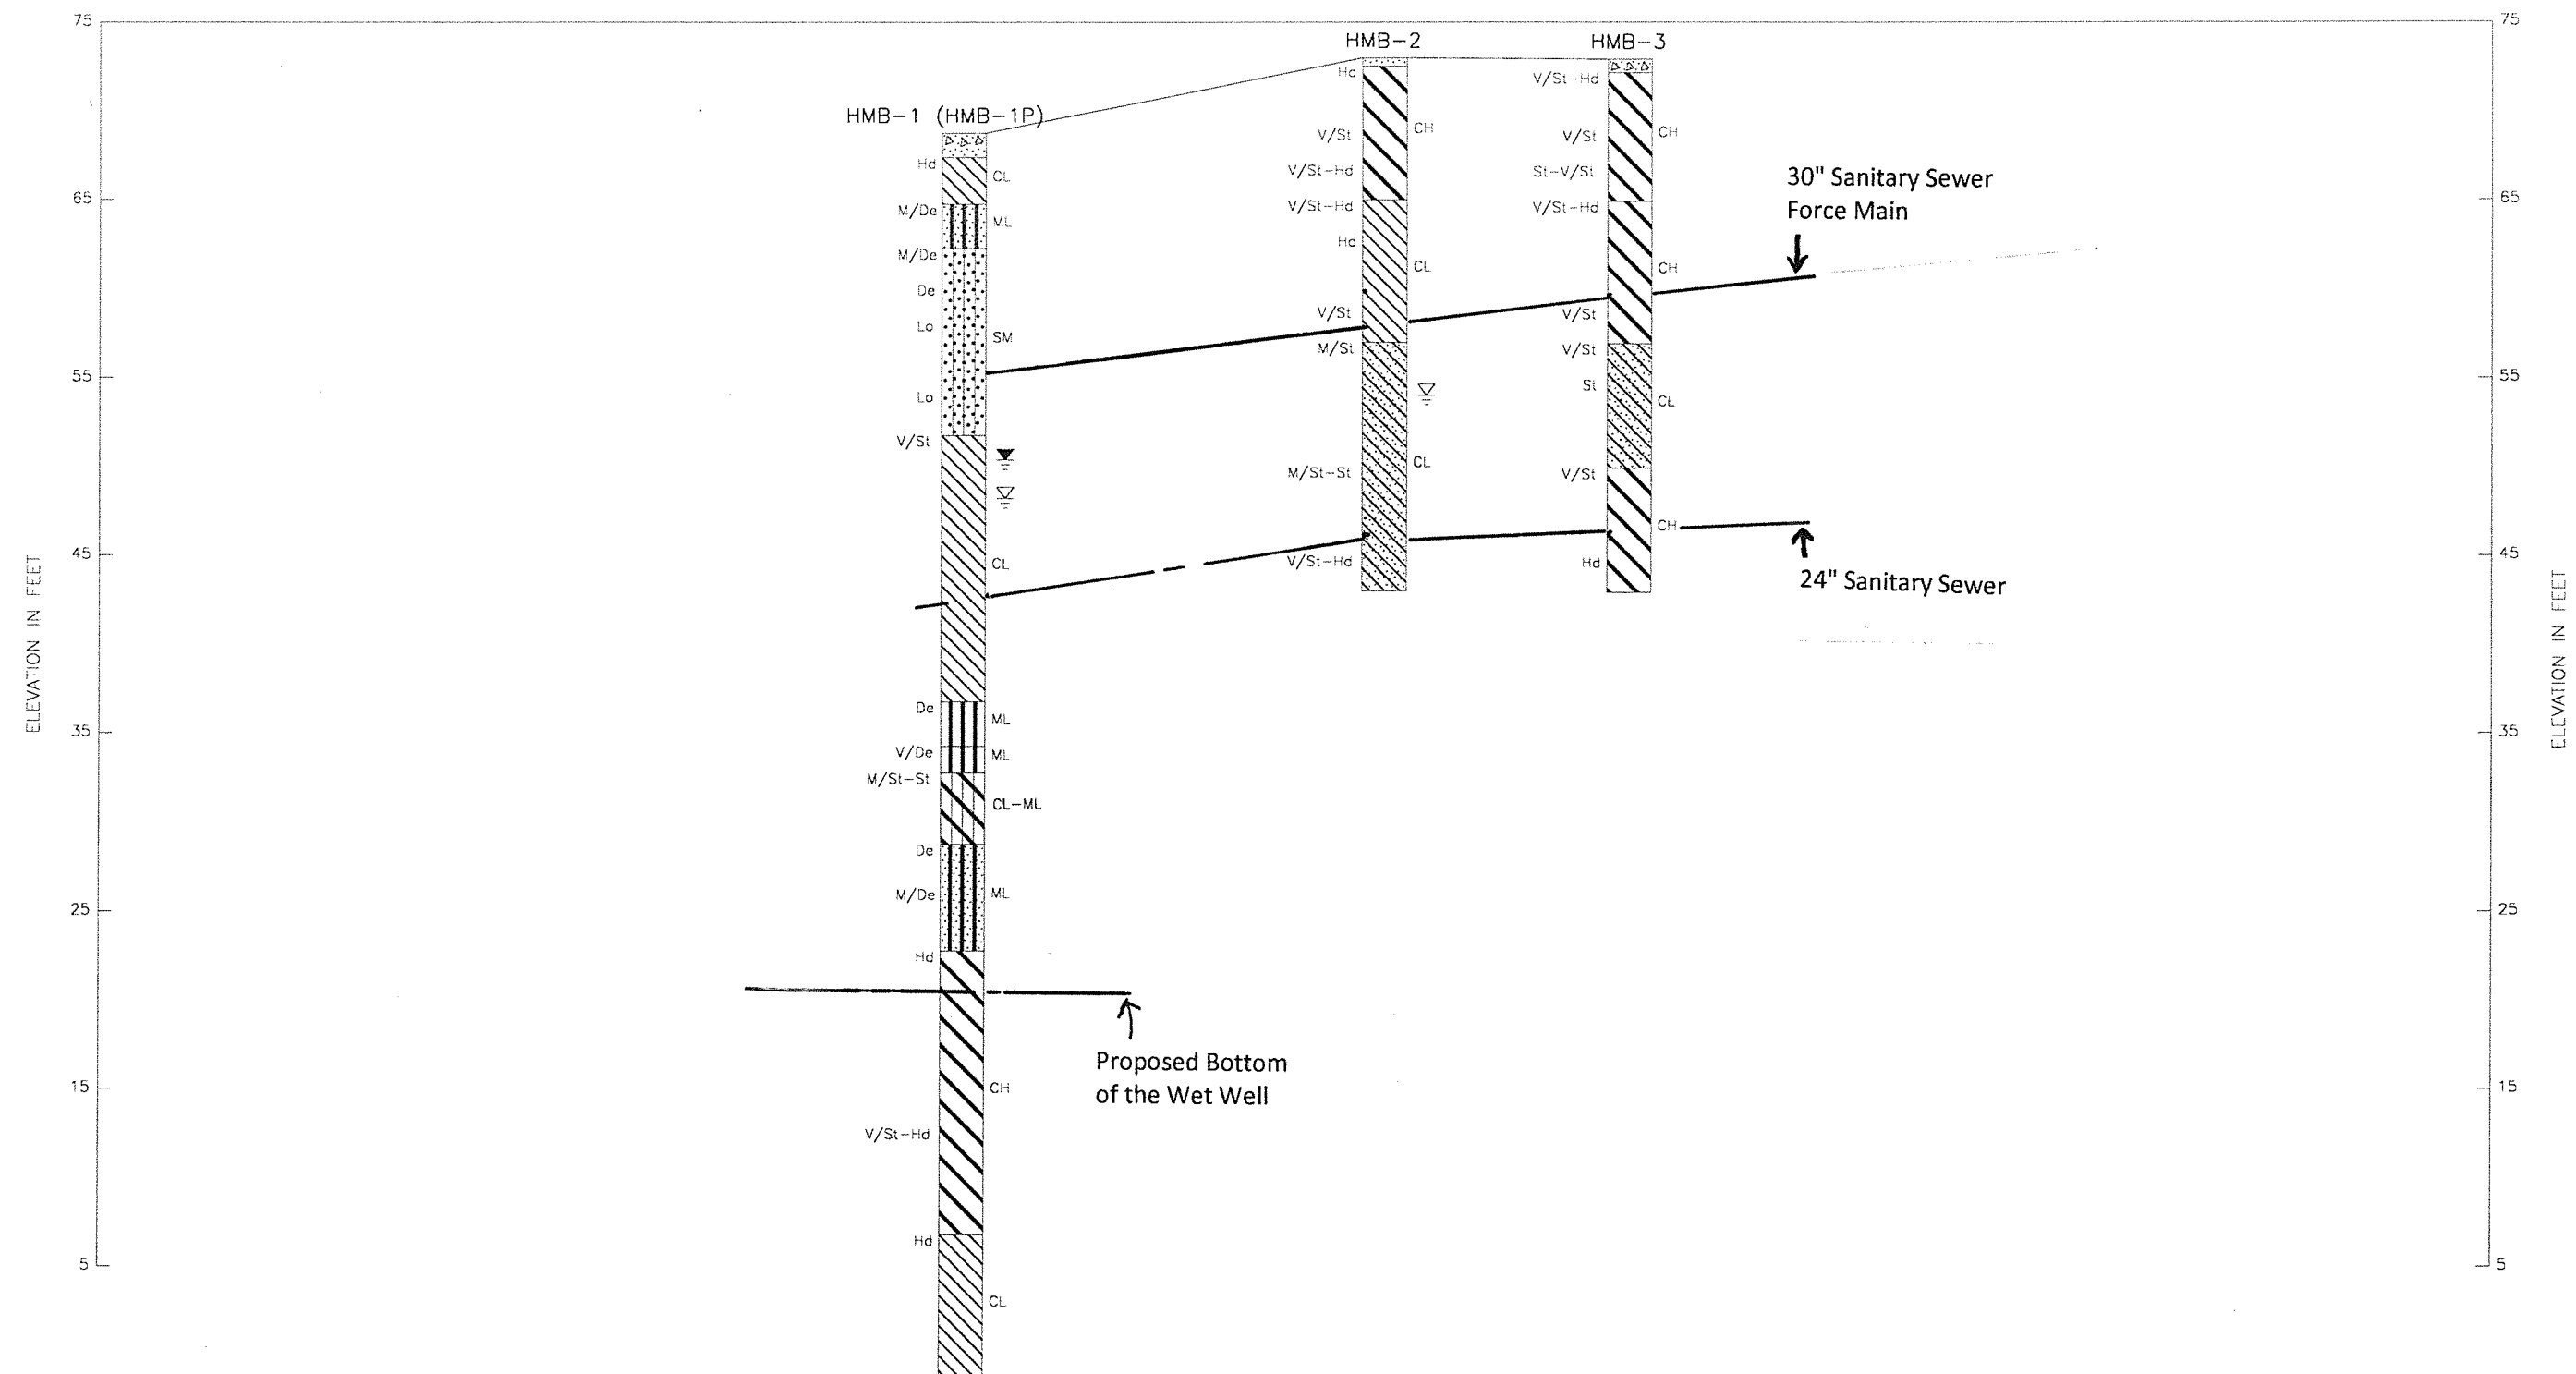 75
75
HMB-2
HMB-3
Hd
V/St-Hd
HMB-1 (HMB-1P)
V/St
CH
V/St
CH
Hd
CL
V/St-Hd
St-V/St
30" Sanitary Sewer
Force Main
65
65
M/De
ML
V/St-Hd
V/St-Hd
Hd
M/De
CL
CH
De
Lo
SM
V/St
V/St
M/St
V/St
55
55
St
Lo
CL
V/St
M/St-St
CL
V/St
CH
45
45
CL
V/St-Hd
Hd
24" Sanitary Sewer
ELEVATION IN FEET
ELEVATION IN FEET
De
ML
35
35
V/De
ML
M/St-St
CL-ML
De
M/De
ML
25
25
Hd
Proposed Bottom
of the Wet Well
15
CH
15
V/St-Hd
Hd
5
5
CL